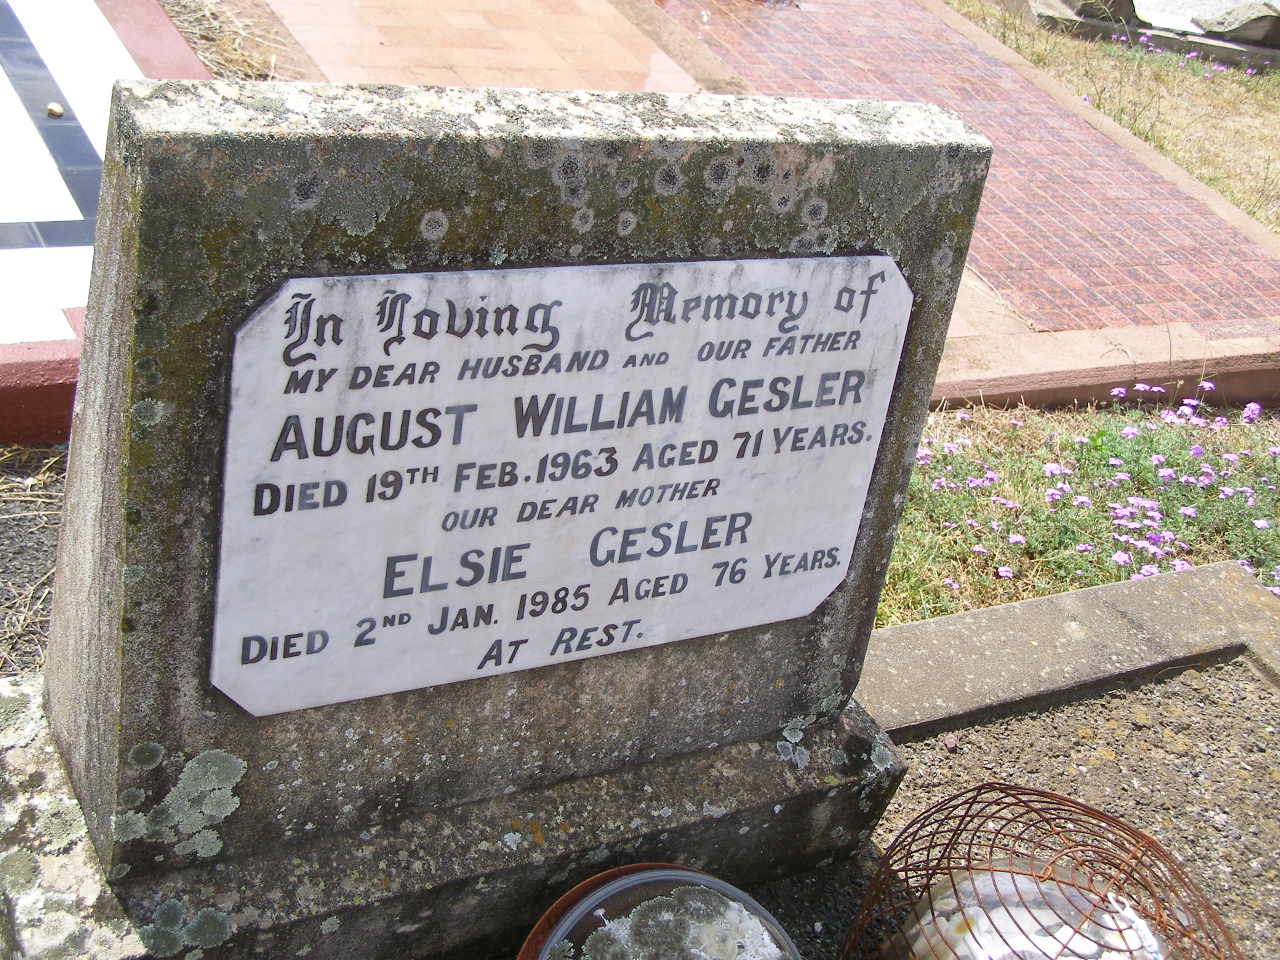 In Loving Memory of
MY DEAR HUSBAND AND OUR FATHER
AUGUST WILLIAM GESLER
DIED 19TH FEB. 1963 AGED 71 YEARS.
OUR DEAR MOTHER
ELSIE GESLER
DIED 2ND JAN. 1985 AGED 76 YEARS.
AT REST.